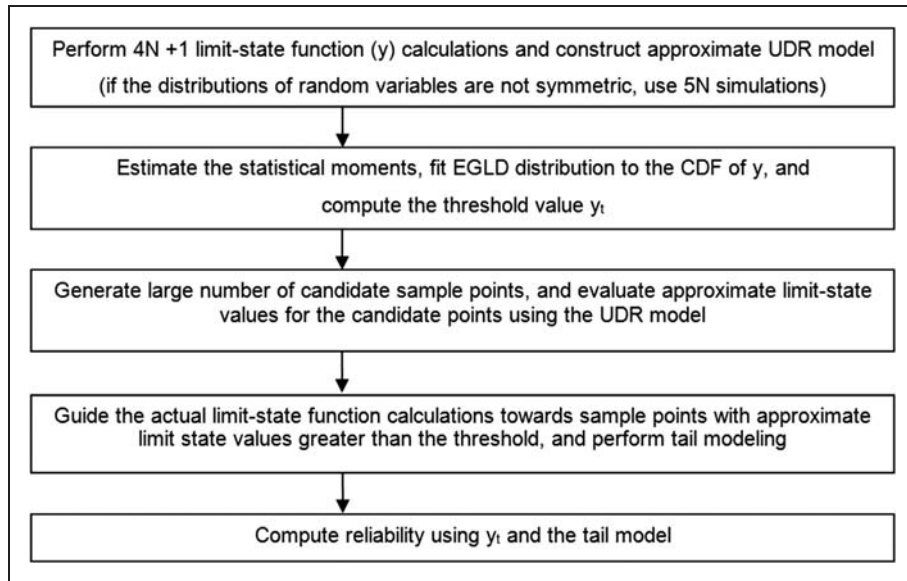 Perform 4N +1 limit-state function (y) calculations and construct approximate UDR model
(if the distributions of random variables are not symmetric, use 5N simulations)
Estimate the statistical moments, fit EGLD distribution to the CDF of y, and
compute the threshold value yₜ
Generate large number of candidate sample points, and evaluate approximate limit-state
values for the candidate points using the UDR model
Guide the actual limit-state function calculations towards sample points with approximate
limit state values greater than the threshold, and perform tail modeling
Compute reliability using yₜ and the tail model